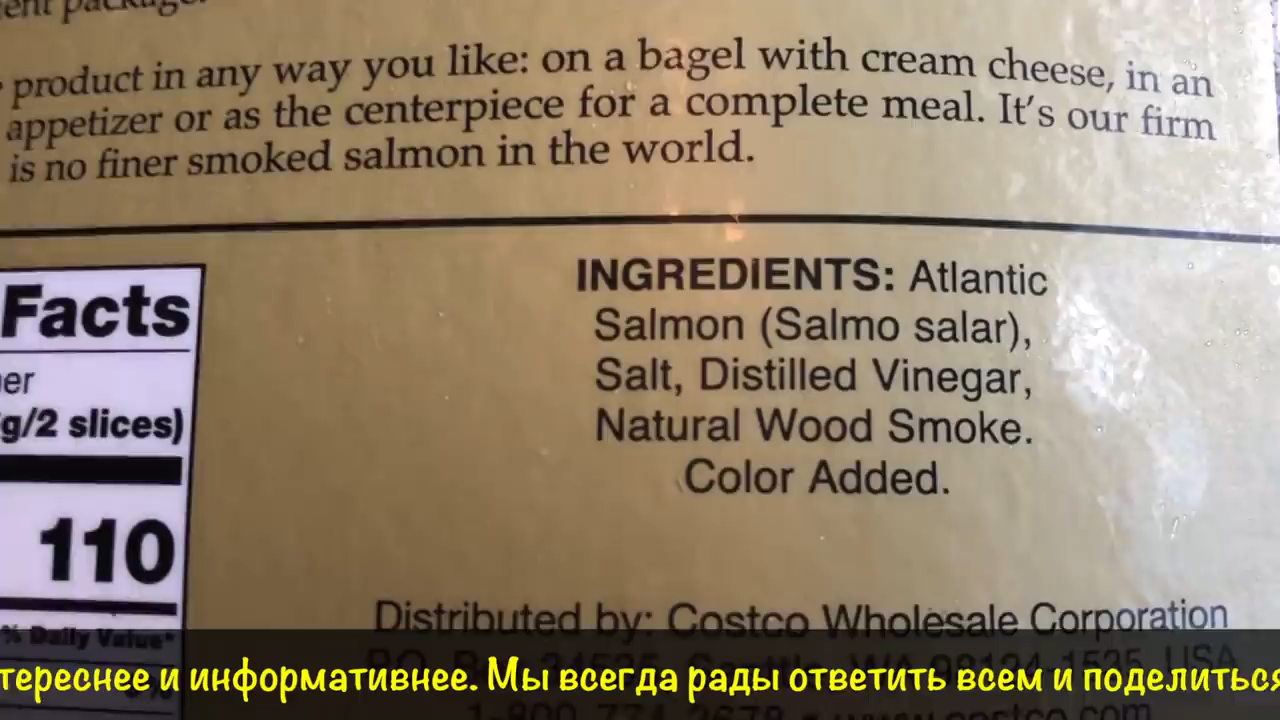 product in any way you like: on a bagel with cream cheese, in an
appetizer or as the centerpiece for a complete meal. It's our firm
is no finer smoked salmon in the world.
Facts
g/2 slices)
110
% Daily Value*
INGREDIENTS: Atlantic
Salmon (Salmo salar),
Salt, Distilled Vinegar,
Natural Wood Smoke.
Color Added.
Distributed by: Costco Wholesale Corporation
и информативнее. Мы всегда рады ответить всем и поделиться